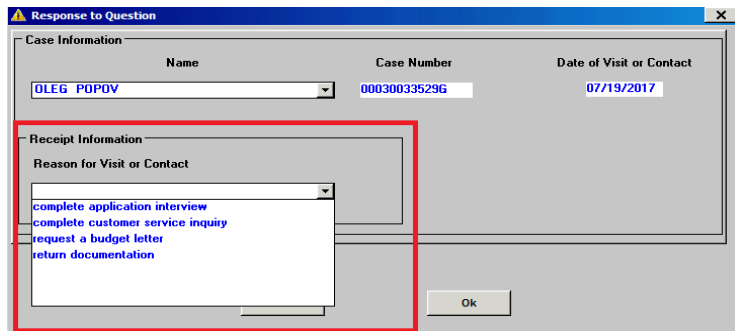 Response to Question
Case Information
Name Case Number Date of Visit or Contact
OLEG POPOV 00030033529G 07/19/2017
Receipt Information
Reason for Visit or Contact
complete application interview
complete customer service inquiry
request a budget letter
return documentation
Ok